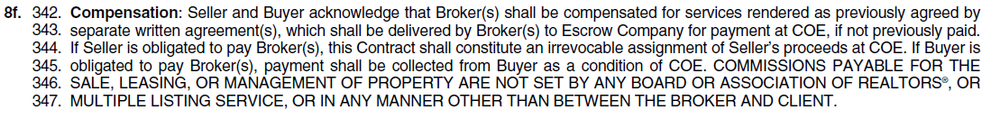 8f. 342. Compensation: Seller and Buyer acknowledge that Broker(s) shall be compensated for services rendered as previously agreed by
343. separate written agreement(s), which shall be delivered by Broker(s) to Escrow Company for payment at COE, if not previously paid.
344. If Seller is obligated to pay Broker(s), this Contract shall constitute an irrevocable assignment of Seller's proceeds at COE. If Buyer is
345. obligated to pay Broker(s), payment shall be collected from Buyer as a condition of COE. COMMISSIONS PAYABLE FOR THE
346. SALE, LEASING, OR MANAGEMENT OF PROPERTY ARE NOT SET BY ANY BOARD OR ASSOCIATION OF REALTORS®, OR
347. MULTIPLE LISTING SERVICE, OR IN ANY MANNER OTHER THAN BETWEEN THE BROKER AND CLIENT.